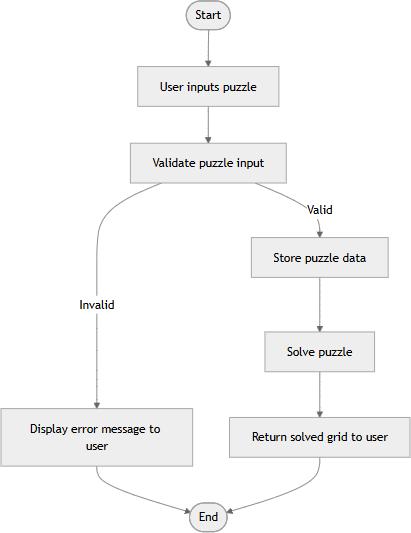 Start
User inputs puzzle
Validate puzzle input
Valid
Store puzzle data
Invalid
Solve puzzle
Display error message to
user
Return solved grid to user
End